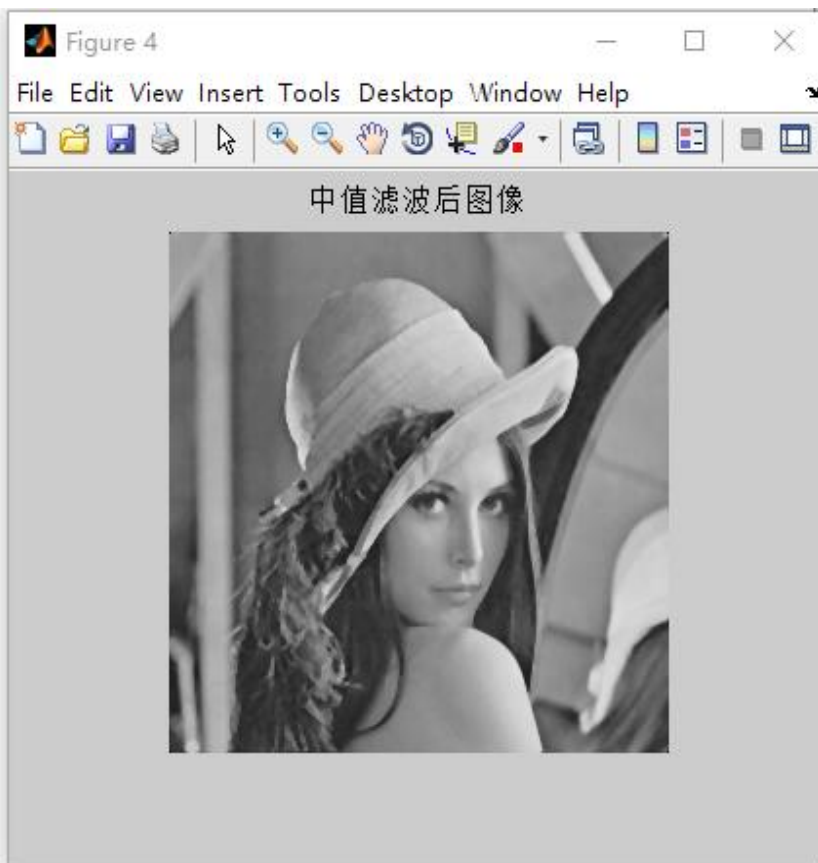 Figure 4
File Edit View Insert Tools Desktop Window Help
中值滤波后图像